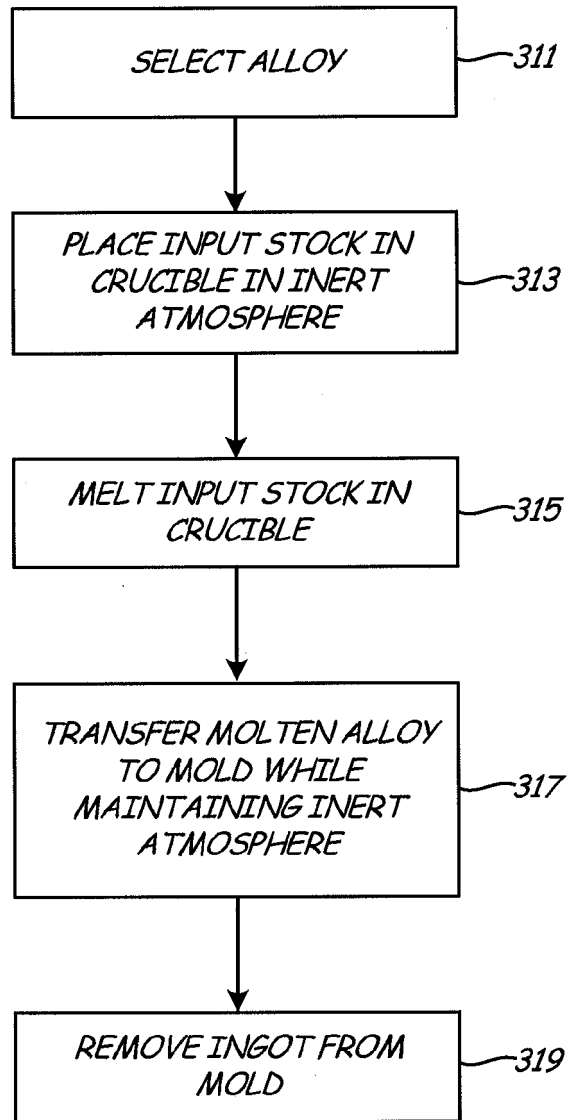 SELECT ALLOY
311
PLACE INPUT STOCK IN
CRUCIBLE IN INERT
ATMOSPHERE
313
MELT INPUT STOCK IN
CRUCIBLE
315
TRANSFER MOLTEN ALLOY
TO MOLD WHILE
MAINTAINING INERT
ATMOSPHERE
317
REMOVE INGOT FROM
MOLD
319